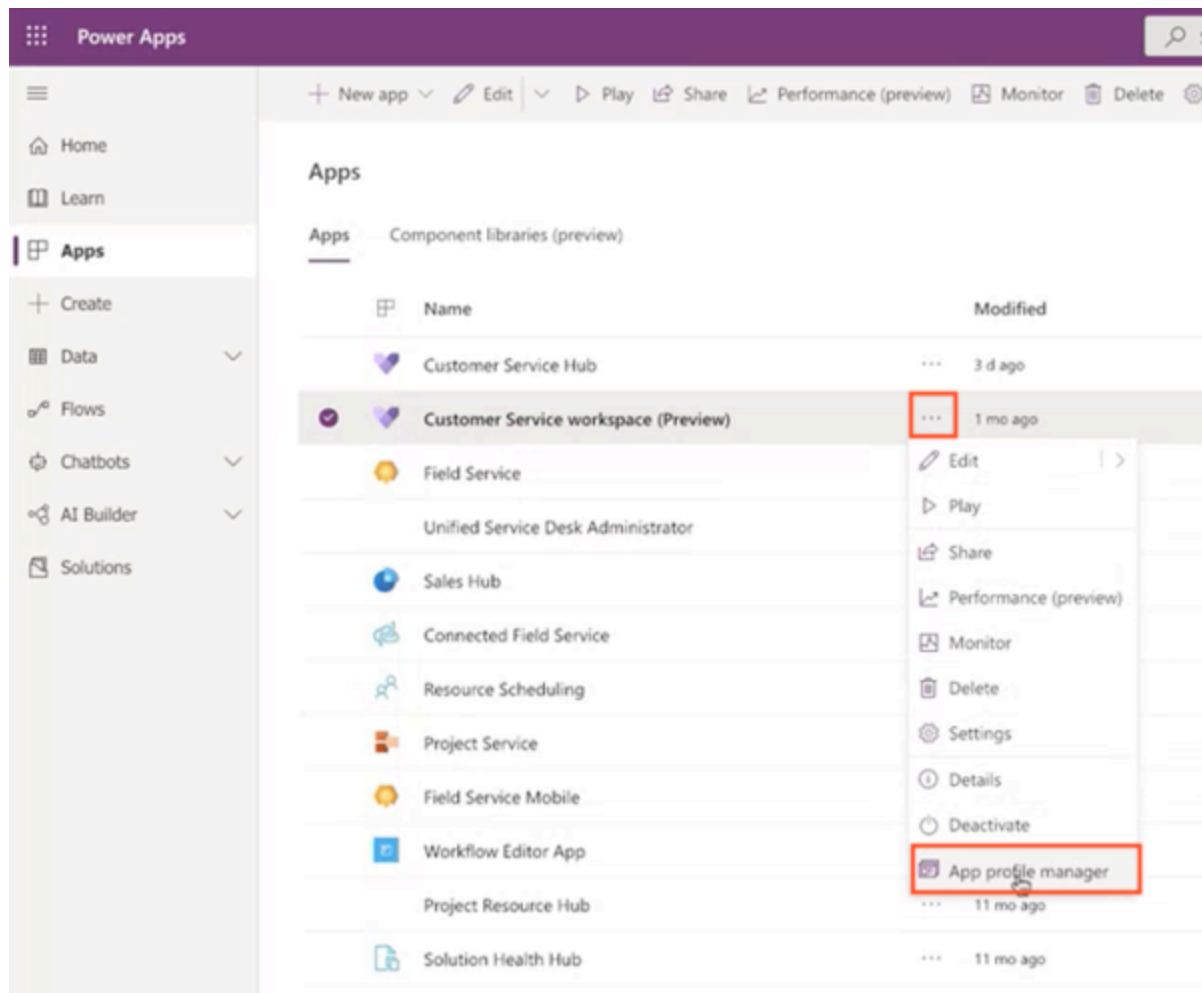 Power Apps
New app Edit Play Share Performance (preview) Monitor Delete
Home
Learn
Apps
Create
Data
Flows
Chatbots
AI Builder
Solutions
Apps
Apps Component libraries (preview)
Name Modified
Customer Service Hub ... 3 d ago
Customer Service workspace (Preview) ... 1 mo ago
Field Service
Unified Service Desk Administrator
Sales Hub
Connected Field Service
Resource Scheduling
Project Service
Field Service Mobile
Workflow Editor App
Project Resource Hub ... 11 mo ago
Solution Health Hub ... 11 mo ago
Edit
Play
Share
Performance (preview)
Monitor
Delete
Settings
Details
Deactivate
App profile manager